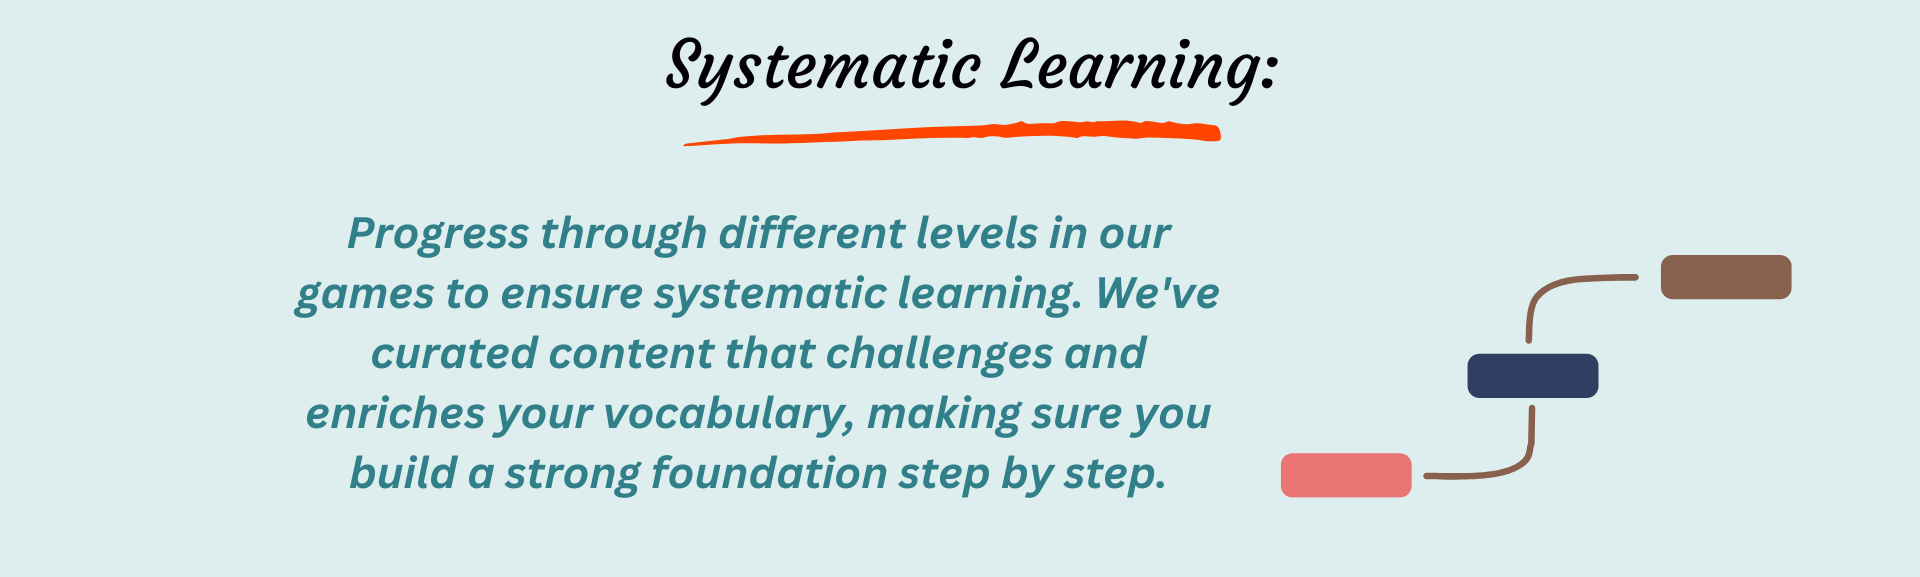 Systematic Learning:
Progress through different levels in our
games to ensure systematic learning. We've
curated content that challenges and
enriches your vocabulary, making sure you
build a strong foundation step by step.